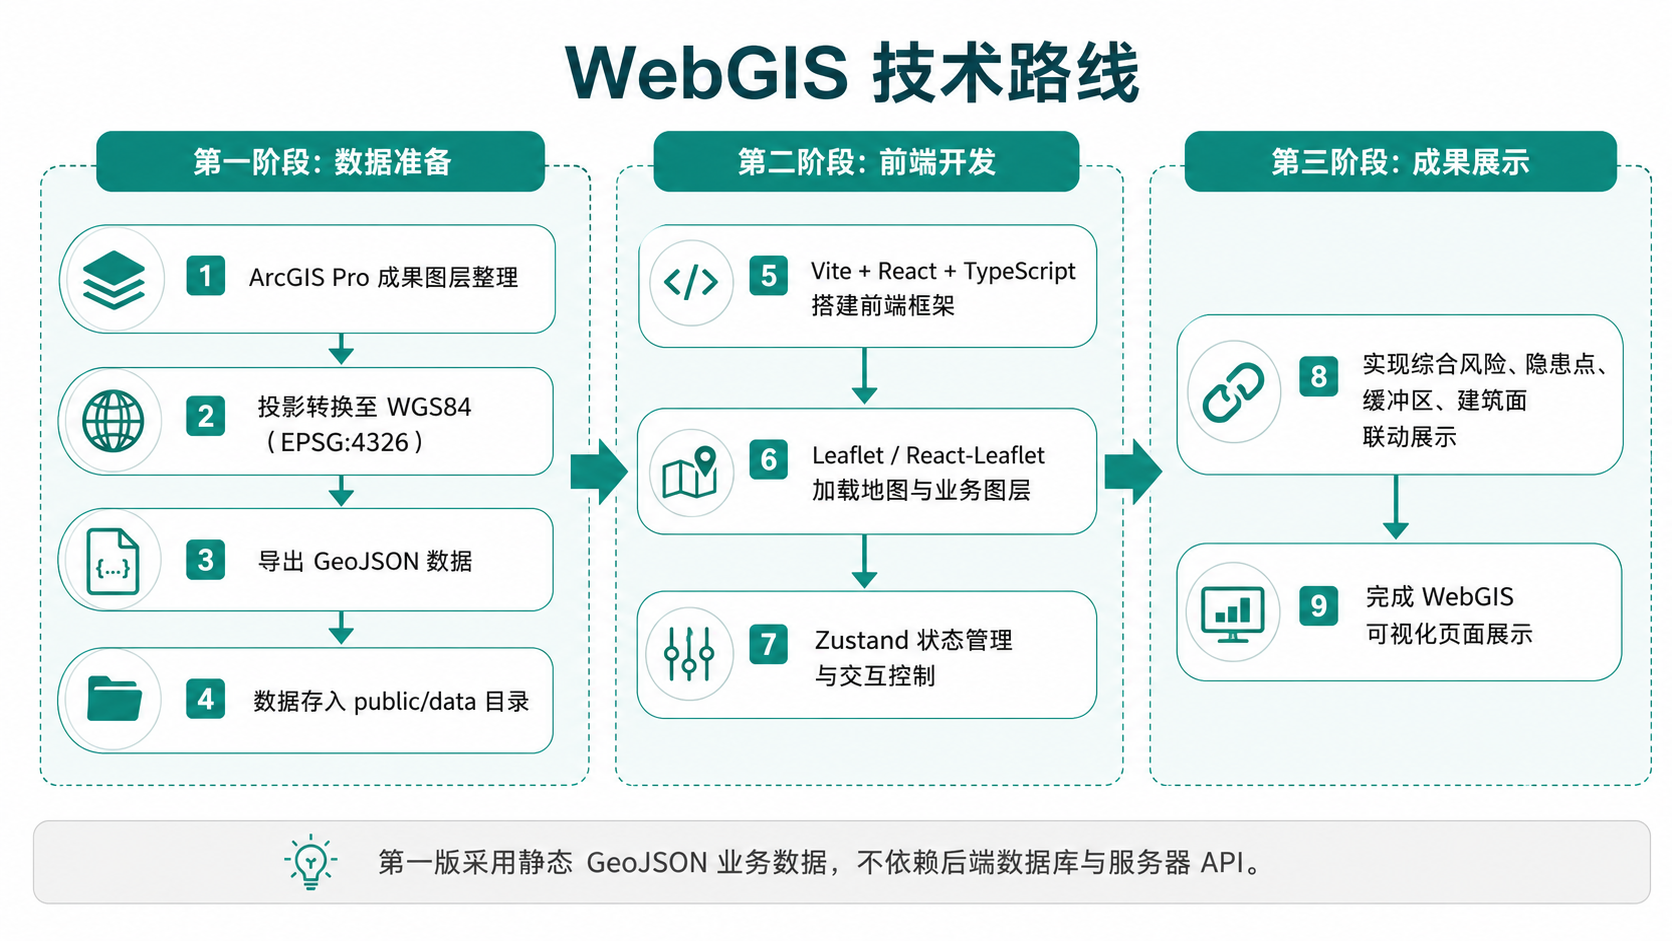 WebGIS 技术路线
第一阶段：数据准备
1
ArcGIS Pro 成果图层整理
2
投影转换至 WGS84
（EPSG:4326）
{...}
3
导出 GeoJSON 数据
4
数据存入 public/data 目录
第二阶段：前端开发
</>
5
Vite + React + TypeScript
搭建前端框架
6
Leaflet / React-Leaflet
加载地图与业务图层
7
Zustand 状态管理
与交互控制
第三阶段：成果展示
8
实现综合风险、隐患点、
缓冲区、建筑面
联动展示
9
完成 WebGIS
可视化页面展示
第一版采用静态 GeoJSON 业务数据，不依赖后端数据库与服务器 API。